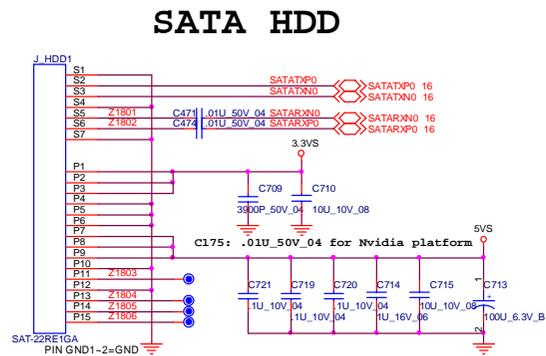 SATA HDD
J_HDD1
S1
S2
S3
S4
S5
S6
S7
SATATXP0
SATATXN0
SATATXP0 16
SATATXN0 16
Z1801
Z1802
C471
.01U_50V_04
C474
.01U_50V_04
SATARXN0
SATARXP0
SATARXN0 16
SATARXP0 16
3.3VS
P1
P2
P3
P4
P5
P6
P7
P8
P9
P10
P11
P12
P13
P14
P15
C709
3900P_50V_04
C710
10U_10V_08
C175: .01U_50V_04 for Nvidia platform
5VS
Z1803
Z1804
Z1805
Z1806
C721
1U_10V_04
C719
1U_10V_04
C720
1U_10V_04
C714
1U_16V_06
C715
10U_10V_08
1
C713
+
100U_6.3V_B
2
SAT-22RE1GA
PIN GND1~2=GND